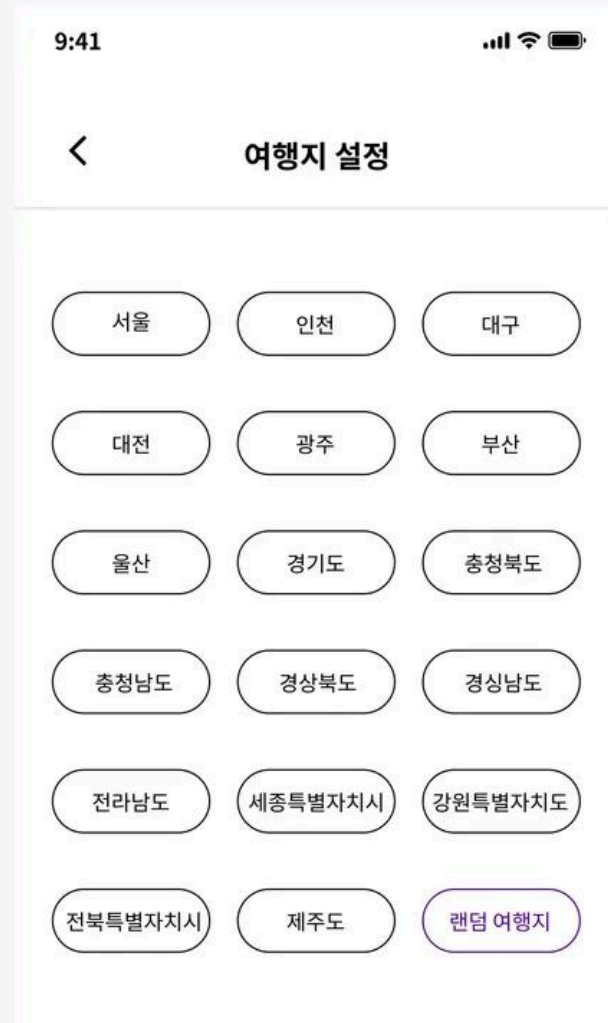 9:41
여행지 설정
서울 인천 대구
대전 광주 부산
울산 경기도 충청북도
충청남도 경상북도 경싱남도
전라남도 세종특별자치시 강원특별자치도
전북특별자치시 제주도 랜덤 여행지